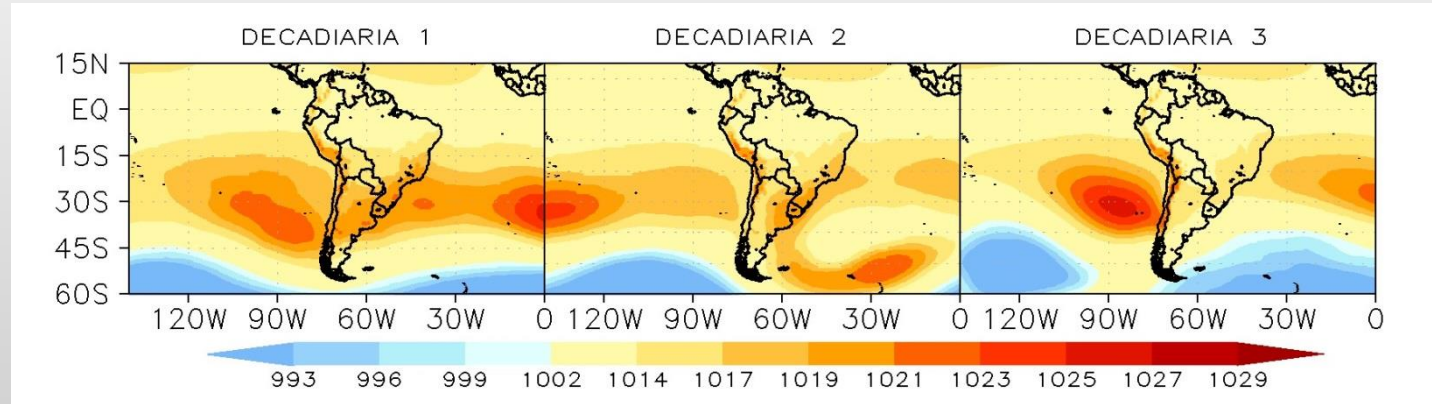 DECADIARIA 1 DECADIARIA 2 DECADIARIA 3
15N
EQ
15S
30S
45S
60S
120W 90W 60W 30W 0 120W 90W 60W 30W 0 120W 90W 60W 30W 0
993 996 999 1002 1014 1017 1019 1021 1023 1025 1027 1029